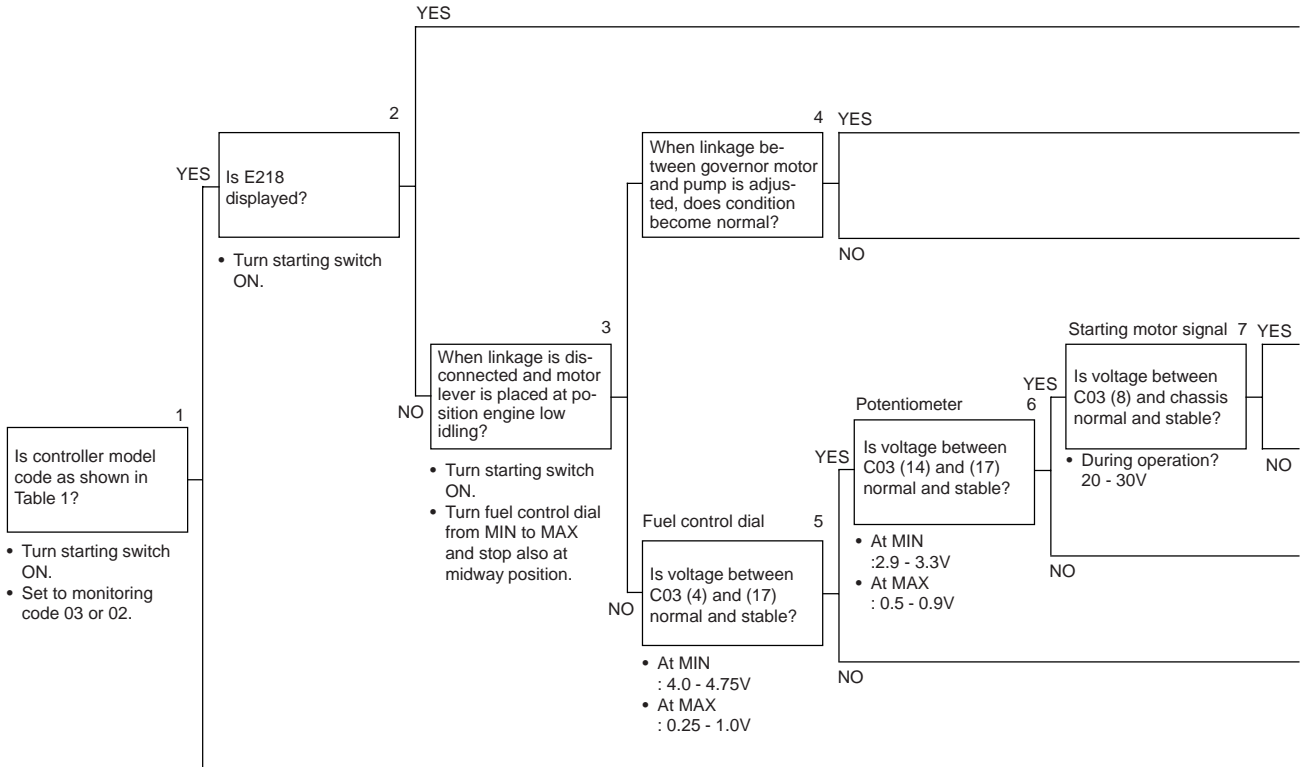 YES
2
YES
Is E218
displayed?
• Turn starting switch
ON.
4
YES
When linkage be-
tween governor motor
and pump is adjus-
ted, does condition
become normal?
NO
3
NO
When linkage is dis-
connected and motor
lever is placed at po-
sition engine low
idling?
• Turn starting switch
ON.
• Turn fuel control dial
from MIN to MAX
and stop also at
midway position.
1
Is controller model
code as shown in
Table 1?
• Turn starting switch
ON.
• Set to monitoring
code 03 or 02.
Fuel control dial
5
NO
Is voltage between
C03 (4) and (17)
normal and stable?
• At MIN
: 4.0 - 4.75V
• At MAX
: 0.25 - 1.0V
Potentiometer
6
YES
Is voltage between
C03 (14) and (17)
normal and stable?
• At MIN
:2.9 - 3.3V
• At MAX
: 0.5 - 0.9V
NO
Starting motor signal
7
YES
YES
Is voltage between
C03 (8) and chassis
normal and stable?
• During operation?
20 - 30V
NO
NO